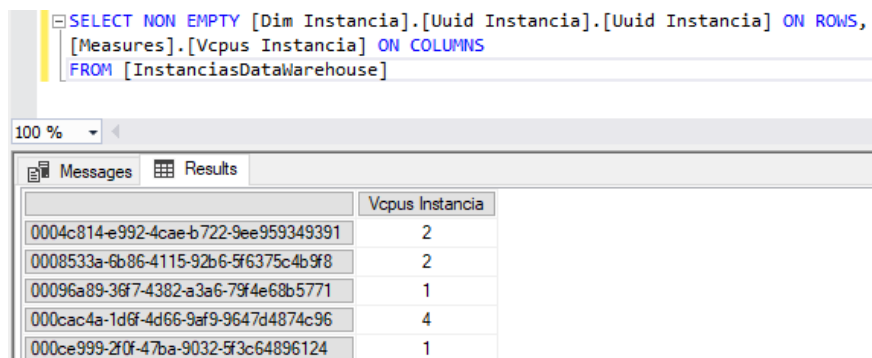 SELECT NON EMPTY [Dim Instancia].[Uuid Instancia].[Uuid Instancia] ON ROWS,
[Measures].[Vcpus Instancia] ON COLUMNS
FROM [InstanciasDataWarehouse]
100 %
Messages Results
Vcpus Instancia
0004c814-e992-4cae-b722-9ee959349391 2
0008533a-6b86-4115-92b6-5f6375c4b9f8 2
00096a89-36f7-4382-a3a6-79f4e68b5771 1
000cac4a-1d6f-4d66-9af9-9647d4874c96 4
000ce999-2f0f-47ba-9032-5f3c64896124 1